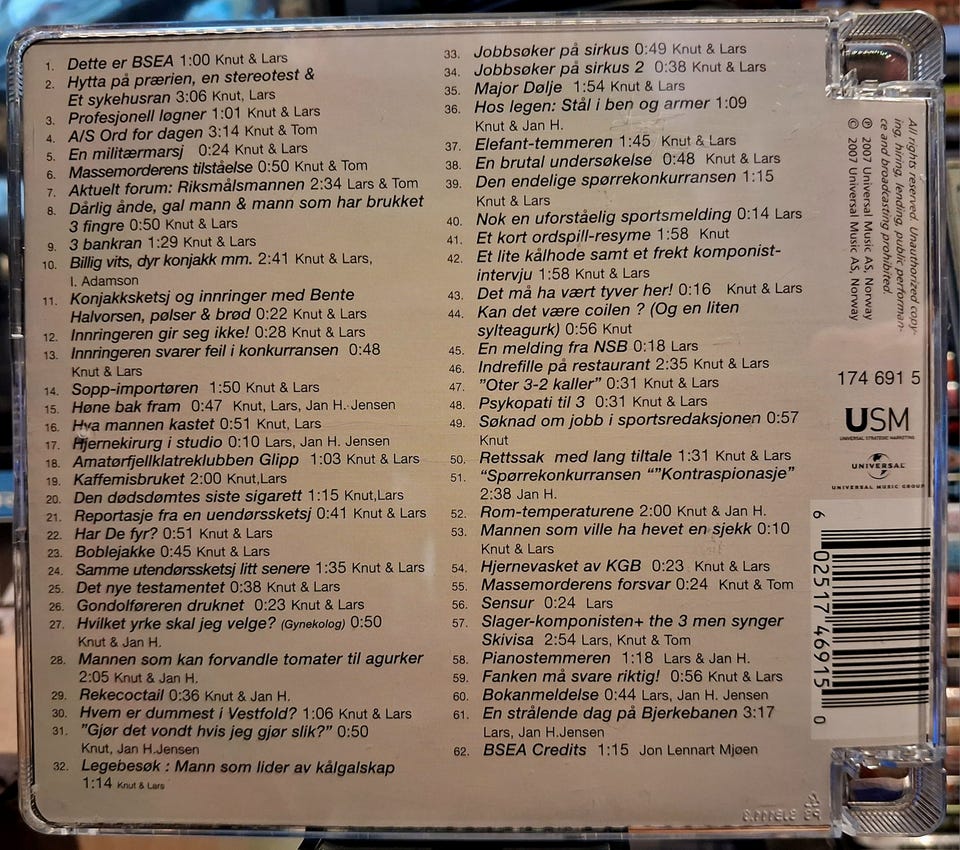 1. Dette er BSEA 1:00 Knut & Lars
2. Hytta på prærien, en stereotest &
Et sykehusran 3:06 Knut, Lars
3. Profesjonell løgner 1:01 Knut & Lars
4. A/S Ord for dagen 3:14 Knut & Tom
5. En militærmarsj 0:24 Knut & Lars
6. Massemorderens tilståelse 0:50 Knut & Tom
7. Aktuelt forum: Riksmålsmannen 2:34 Lars & Tom
8. Dårlig ånde, gal mann & mann som har brukket
3 fingre 0:50 Knut & Lars
9. 3 bankran 1:29 Knut & Lars
10. Billig vits, dyr konjakk mm. 2:41 Knut & Lars,
I. Adamson
11. Konjakksketsj og innringer med Bente
Halvorsen, pølser & brød 0:22 Knut & Lars
12. Innringeren gir seg ikke! 0:28 Knut & Lars
13. Innringeren svarer feil i konkurransen 0:48
Knut & Lars
14. Sopp-importøren 1:50 Knut & Lars
15. Høne bak fram 0:47 Knut, Lars, Jan H. Jensen
16. Hva mannen kastet 0:51 Knut, Lars
17. Hjernekirurg i studio 0:10 Lars, Jan H. Jensen
18. Amatørfjellklatreklubben Glipp 1:03 Knut & Lars
19. Kaffemisbruket 2:00 Knut,Lars
20. Den dødsdømtes siste sigarett 1:15 Knut,Lars
21. Reportasje fra en uendørssketsj 0:41 Knut & Lars
22. Har De fyr? 0:51 Knut & Lars
23. Boblejakke 0:45 Knut & Lars
24. Samme utendørssketsj litt senere 1:35 Knut & Lars
25. Det nye testamentet 0:38 Knut & Lars
26. Gondolføreren druknet 0:23 Knut & Lars
27. Hvilket yrke skal jeg velge? (Gynekolog) 0:50
Knut & Jan H.
28. Mannen som kan forvandle tomater til agurker
2:05 Knut & Jan H.
29. Rekecoctail 0:36 Knut & Jan H.
30. Hvem er dummest i Vestfold? 1:06 Knut & Lars
31. "Gjør det vondt hvis jeg gjør slik?" 0:50
Knut, Jan H.Jensen
32. Legebesøk : Mann som lider av kålgalskap
1:14 Knut & Lars
33. Jobbsøker på sirkus 0:49 Knut & Lars
34. Jobbsøker på sirkus 2 0:38 Knut & Lars
35. Major Dølje 1:54 Knut & Lars
36. Hos legen: Stål i ben og armer 1:09
Knut & Jan H.
37. Elefant-temmeren 1:45 Knut & Lars
38. En brutal undersøkelse 0:48 Knut & Lars
39. Den endelige spørrekonkurransen 1:15
Knut & Lars
40. Nok en uforståelig sportsmelding 0:14 Lars
41. Et kort ordspill-resyme 1:58 Knut
42. Et lite kålhode samt et frekt komponist-
intervju 1:58 Knut & Lars
43. Det må ha vært tyver her! 0:16 Knut & Lars
44. Kan det være coilen ? (Og en liten
sylteagurk) 0:56 Knut
45. En melding fra NSB 0:18 Lars
46. Indrefille på restaurant 2:35 Knut & Lars
47. "Oter 3-2 kaller" 0:31 Knut & Lars
48. Psykopati til 3 0:31 Knut & Lars
49. Søknad om jobb i sportsredaksjonen 0:57
Knut
50. Rettssak med lang tiltale 1:31 Knut & Lars
51. "Spørrekonkurransen ""Kontraspionasje"
2:38 Jan H.
52. Rom-temperaturene 2:00 Knut & Jan H.
53. Mannen som ville ha hevet en sjekk 0:10
Knut & Lars
54. Hjernevasket av KGB 0:23 Knut & Lars
55. Massemorderens forsvar 0:24 Knut & Tom
56. Sensur 0:24 Lars
57. Slager-komponisten+ the 3 men synger
Skivisa 2:54 Lars, Knut & Tom
58. Pianostemmeren 1:18 Lars & Jan H.
59. Fanken må svare riktig! 0:56 Knut & Lars
60. Bokanmeldelse 0:44 Lars, Jan H. Jensen
61. En strålende dag på Bjerkebanen 3:17
Lars, Jan H.Jensen
62. BSEA Credits 1:15 Jon Lennart Mjøen
All rights reserved. Unauthorized copy-
ing, hiring, lending, public performan-
ce and broadcasting prohibited.
℗ 2007 Universal Music AS, Norway
© 2007 Universal Music AS, Norway
174 691 5
USM
UNIVERSAL STRATEGIC MARKETING
UNIVERSAL
UNIVERSAL MUSIC GROUP
6 02517 46915 0